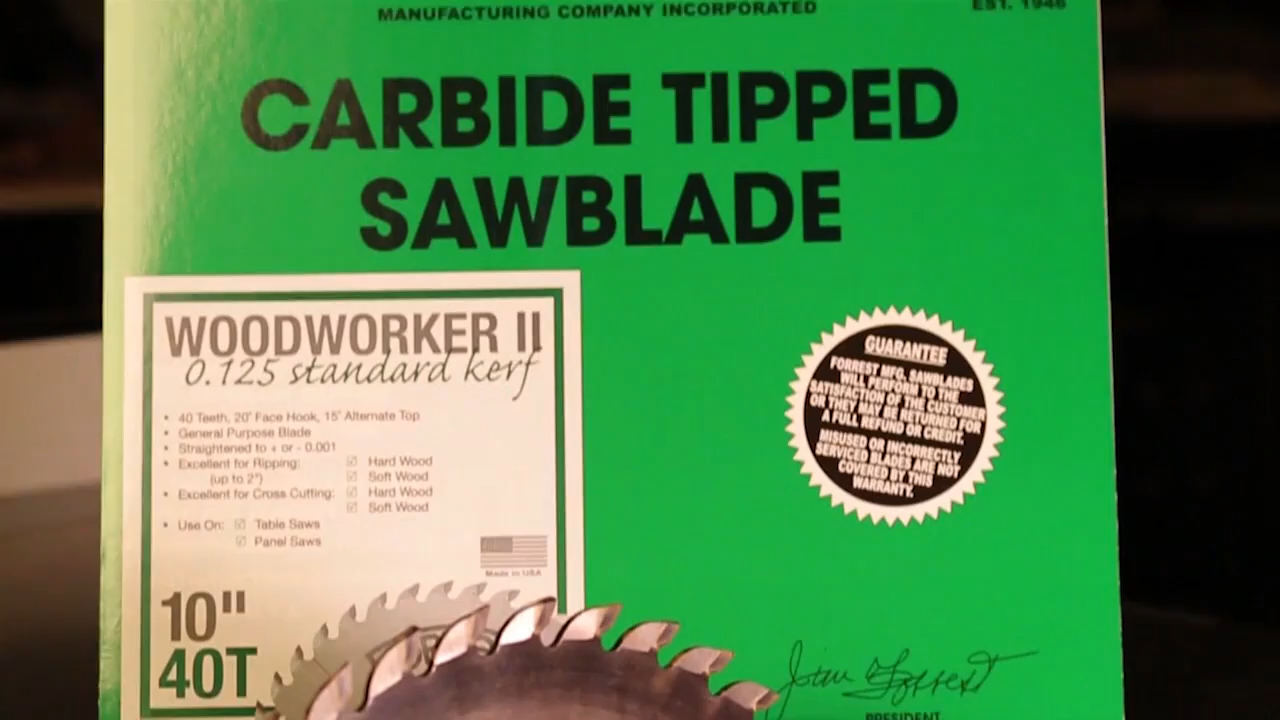 MANUFACTURING COMPANY INCORPORATED
EST. 1946
CARBIDE TIPPED
SAWBLADE
WOODWORKER II
0.125 standard kerf
• 40 Teeth, 20° Face Hook, 15° Alternate Top
• General Purpose Blade
• Straightened to + or - 0.001
• Excellent for Ripping: ☑ Hard Wood
(up to 2") ☑ Soft Wood
• Excellent for Cross Cutting: ☑ Hard Wood
☑ Soft Wood
• Use On: ☑ Table Saws
☑ Panel Saws
Made in USA
10"
40T
GUARANTEE
FORREST MFG. SAWBLADES
WILL PERFORM TO THE
SATISFACTION OF THE CUSTOMER
OR THEY MAY BE RETURNED FOR
A FULL REFUND OR CREDIT.
MISUSED OR INCORRECTLY
SERVICED BLADES ARE NOT
COVERED BY THIS
WARRANTY.
Forrest
PRESIDENT